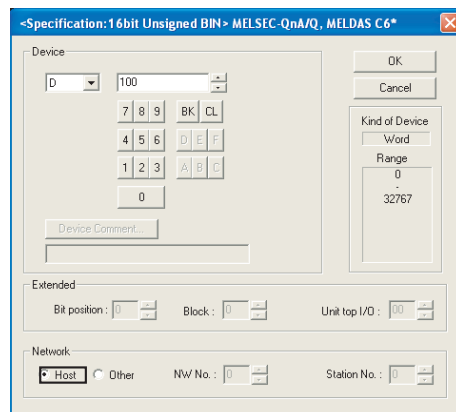 <Specification:16bit Unsigned BIN> MELSEC-QnA/Q, MELDAS C6*
Device
D 100
7 8 9 BK CL
4 5 6 D E F
1 2 3 A B C
0
Device Comment...
OK
Cancel
Kind of Device
Word
Range
0
-
32767
Extended
Bit position : 0 Block : 0 Unit top I/O : 00
Network
Host Other NW No. : 0 Station No. : 0